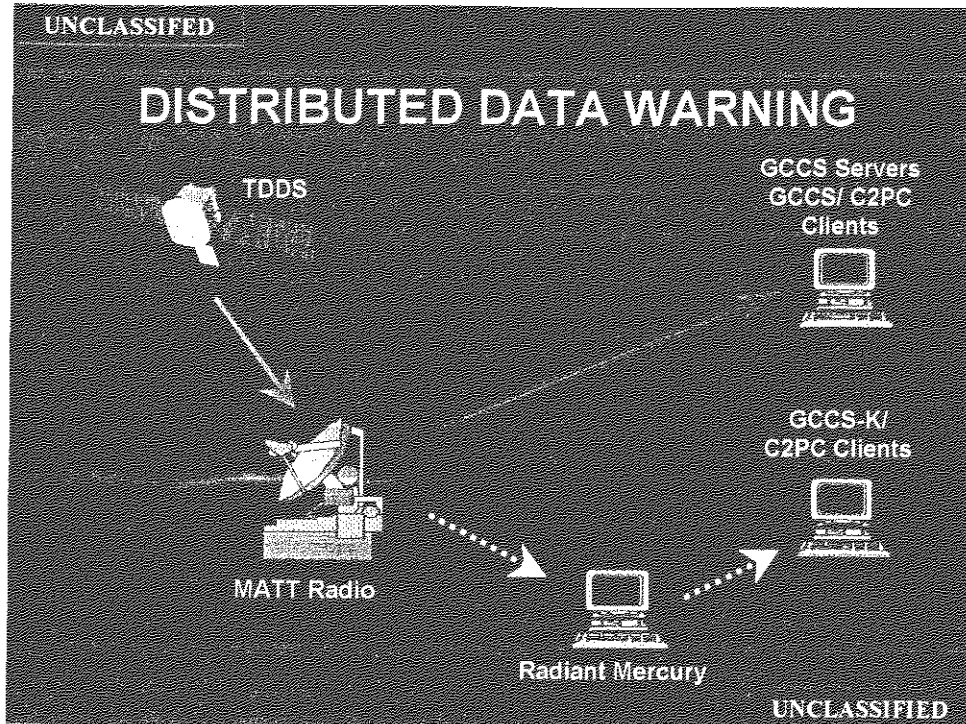 UNCLASSIFED
DISTRIBUTED DATA WARNING
TDDS
GCCS Servers
GCCS/ C2PC
Clients
GCCS-K/
C2PC Clients
MATT Radio
Radiant Mercury
UNCLASSIFIED